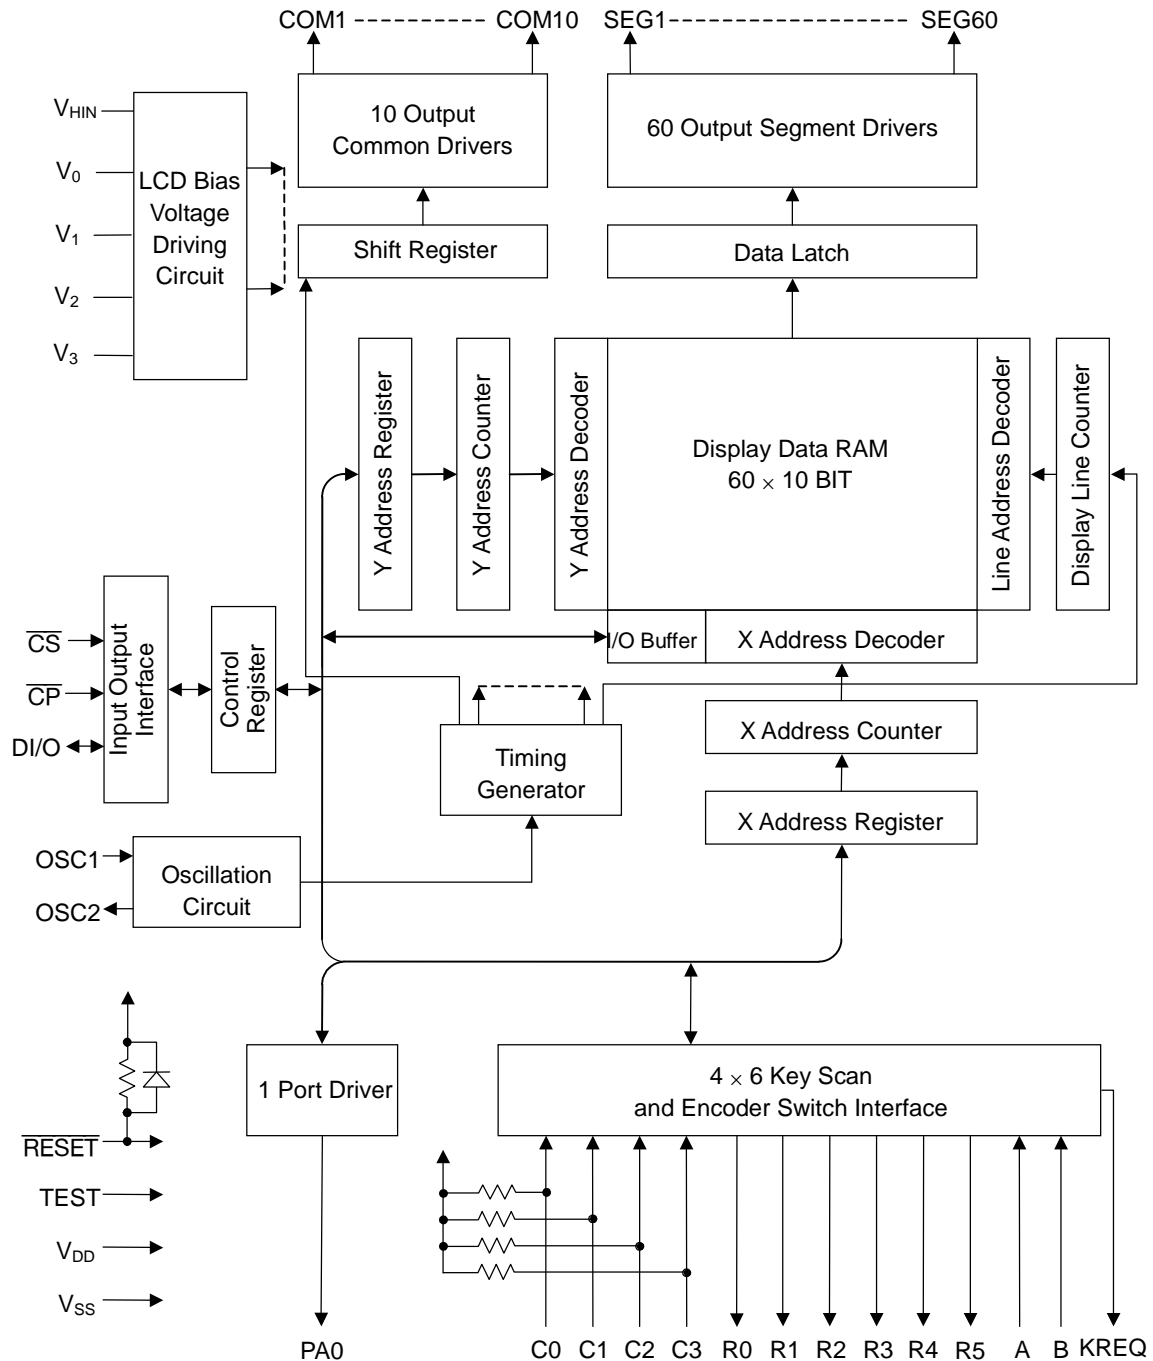 COM1 COM10 SEG1 SEG60
10 Output
Common Drivers
60 Output Segment Drivers
VHIN
V0
V1
V2
V3
LCD Bias
Voltage
Driving
Circuit
Shift Register
Data Latch
Y Address Register
Y Address Counter
Y Address Decoder
Display Data RAM
60 × 10 BIT
Line Address Decoder
Display Line Counter
I/O Buffer
X Address Decoder
CS
CP
DI/O
Input Output
Interface
Control
Register
Timing
Generator
X Address Counter
X Address Register
OSC1
OSC2
Oscillation
Circuit
1 Port Driver
4 × 6 Key Scan
and Encoder Switch Interface
RESET
TEST
VDD
VSS
PA0 C0 C1 C2 C3 R0 R1 R2 R3 R4 R5 A B KREQ